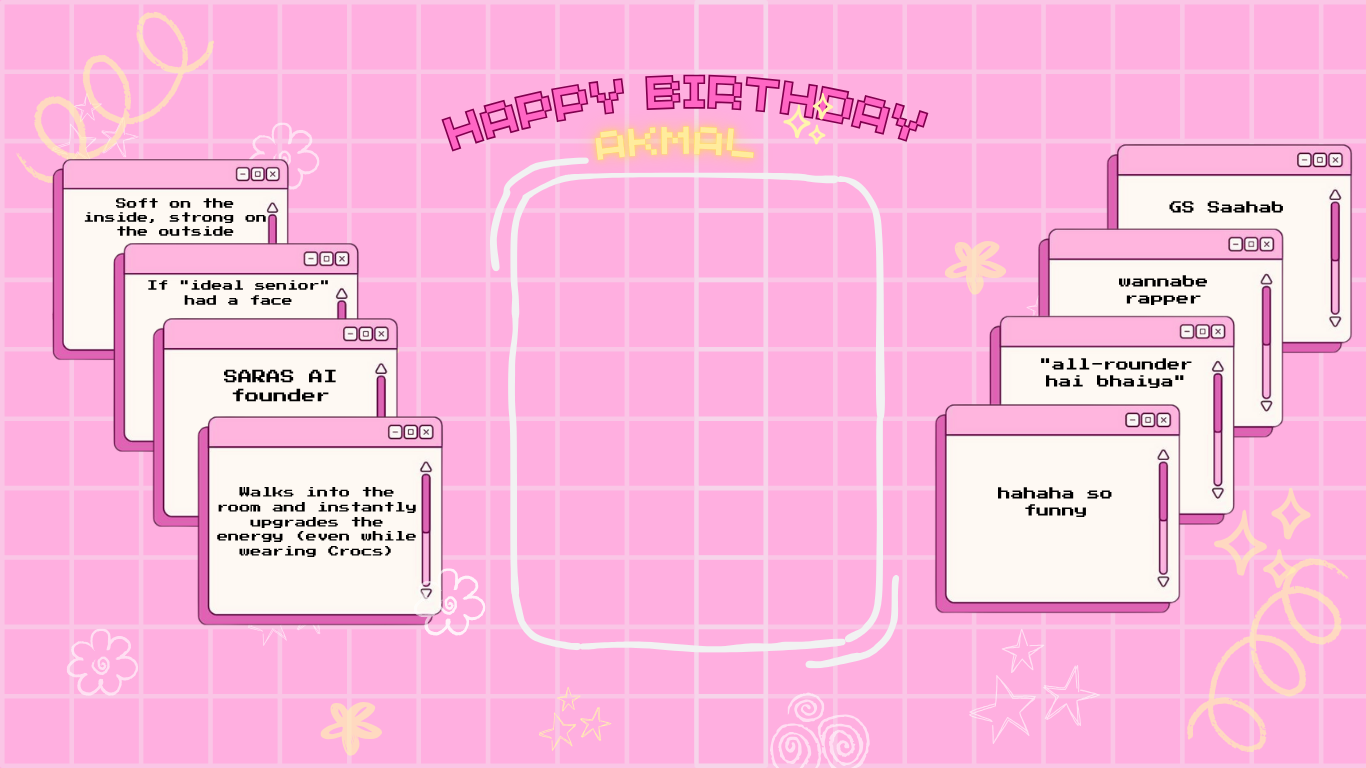 HAPPY BIRTHDAY
AKMAL
Soft on the
inside, strong on
the outside
If "ideal senior"
had a face
SARAS AI
founder
Walks into the
room and instantly
upgrades the
energy (even while
wearing Crocs)
GS Saahab
wannabe
rapper
"all-rounder
hai bhaiya"
hahaha so
funny